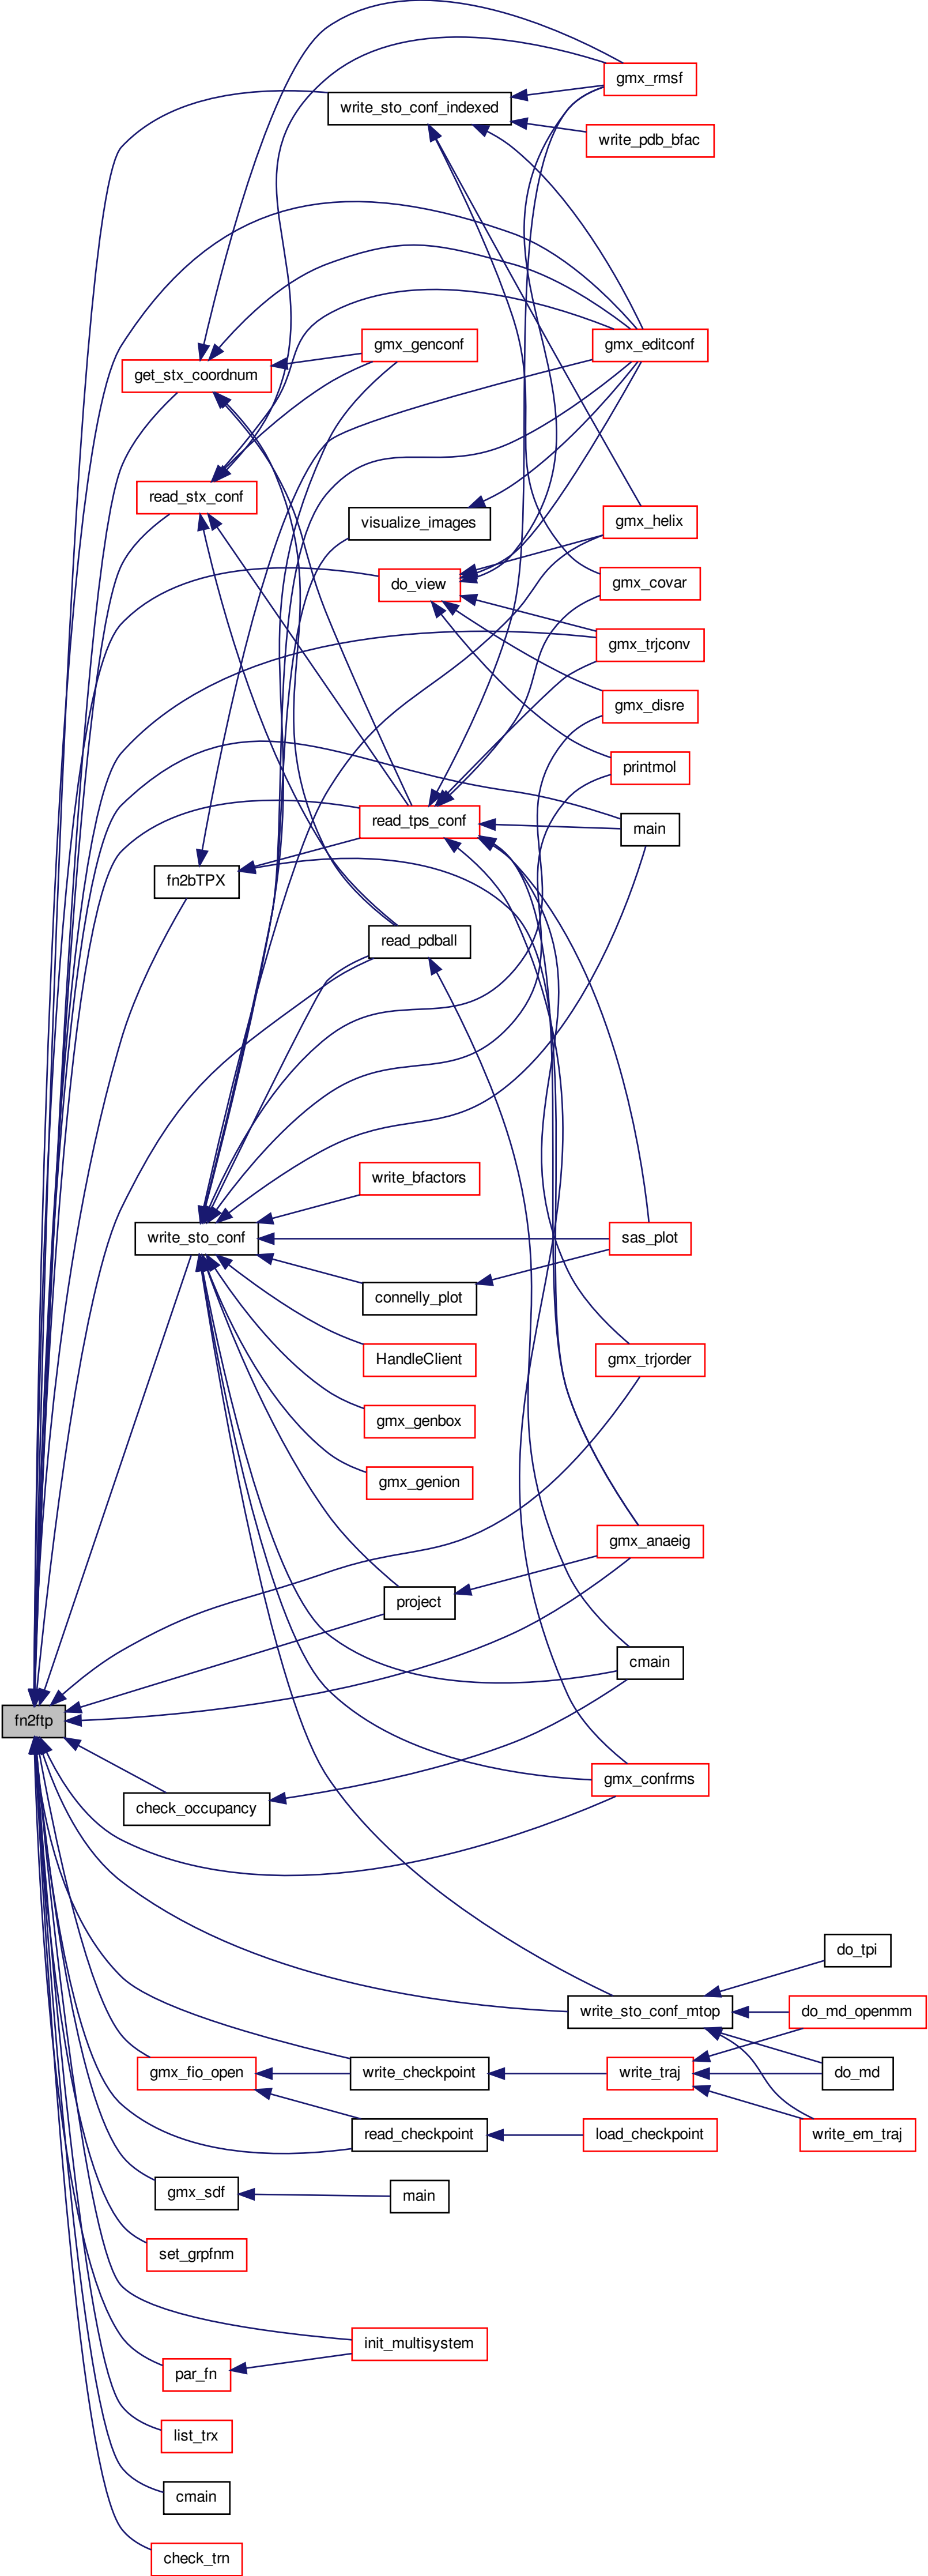 gmx_rmsf
write_sto_conf_indexed
write_pdb_bfac
gmx_genconf
gmx_editconf
get_stx_coordnum
read_stx_conf
visualize_images
gmx_helix
do_view
gmx_covar
gmx_trjconv
gmx_disre
printmol
read_tps_conf
main
fn2bTPX
read_pdball
write_bfactors
write_sto_conf
sas_plot
connelly_plot
HandleClient
gmx_trjorder
gmx_genbox
gmx_genion
gmx_anaeig
project
cmain
fn2ftp
gmx_confrms
check_occupancy
do_tpi
write_sto_conf_mtop
do_md_openmm
gmx_fio_open
write_checkpoint
write_traj
do_md
read_checkpoint
load_checkpoint
write_em_traj
gmx_sdf
main
set_grpfnm
init_multisystem
par_fn
list_trx
cmain
check_trn